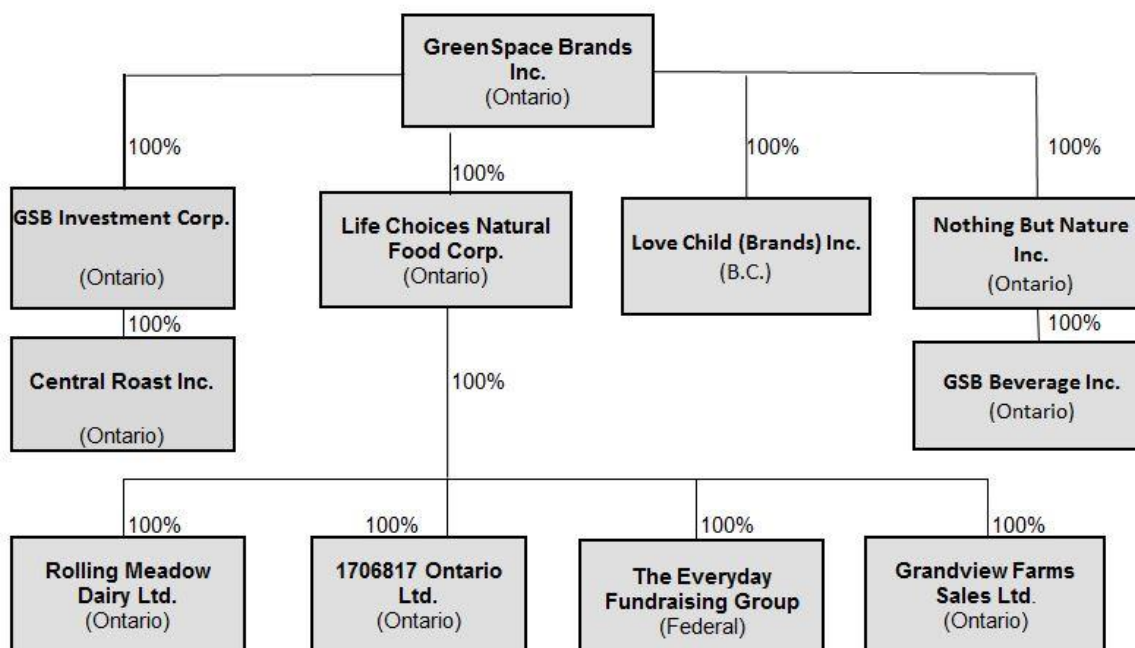 GreenSpace Brands
Inc.
(Ontario)
100%
100%
100%
100%
GSB Investment Corp.
(Ontario)
Life Choices Natural
Food Corp.
(Ontario)
Love Child (Brands) Inc.
(B.C.)
Nothing But Nature
Inc.
(Ontario)
100%
100%
Central Roast Inc.
(Ontario)
100%
GSB Beverage Inc.
(Ontario)
100%
100%
100%
100%
Rolling Meadow
Dairy Ltd.
(Ontario)
1706817 Ontario
Ltd.
(Ontario)
The Everyday
Fundraising Group
(Federal)
Grandview Farms
Sales Ltd.
(Ontario)